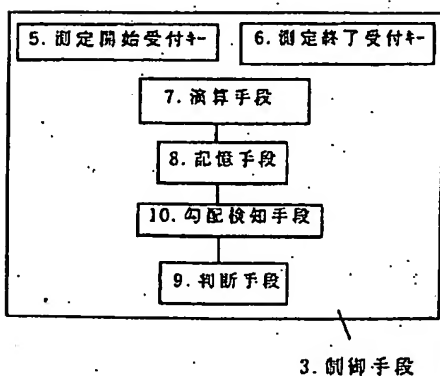 5. 測定開始受付キー
6. 測定終了受付キー
7. 演算手段
8. 記憶手段
10. 勾配検知手段
9. 判断手段
3. 制御手段